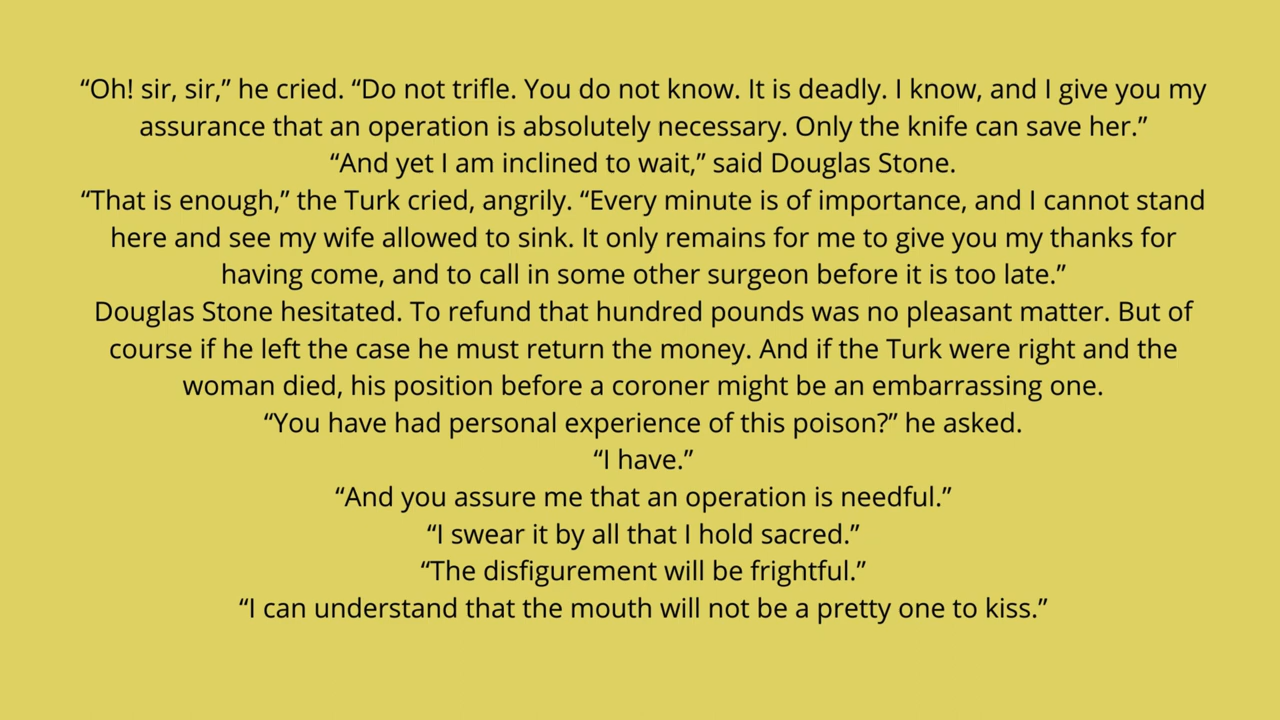 “Oh! sir, sir,” he cried. “Do not trifle. You do not know. It is deadly. I know, and I give you my
assurance that an operation is absolutely necessary. Only the knife can save her.”
“And yet I am inclined to wait,” said Douglas Stone.
“That is enough,” the Turk cried, angrily. “Every minute is of importance, and I cannot stand
here and see my wife allowed to sink. It only remains for me to give you my thanks for
having come, and to call in some other surgeon before it is too late.”
Douglas Stone hesitated. To refund that hundred pounds was no pleasant matter. But of
course if he left the case he must return the money. And if the Turk were right and the
woman died, his position before a coroner might be an embarrassing one.
“You have had personal experience of this poison?” he asked.
“I have.”
“And you assure me that an operation is needful.”
“I swear it by all that I hold sacred.”
“The disfigurement will be frightful.”
“I can understand that the mouth will not be a pretty one to kiss.”